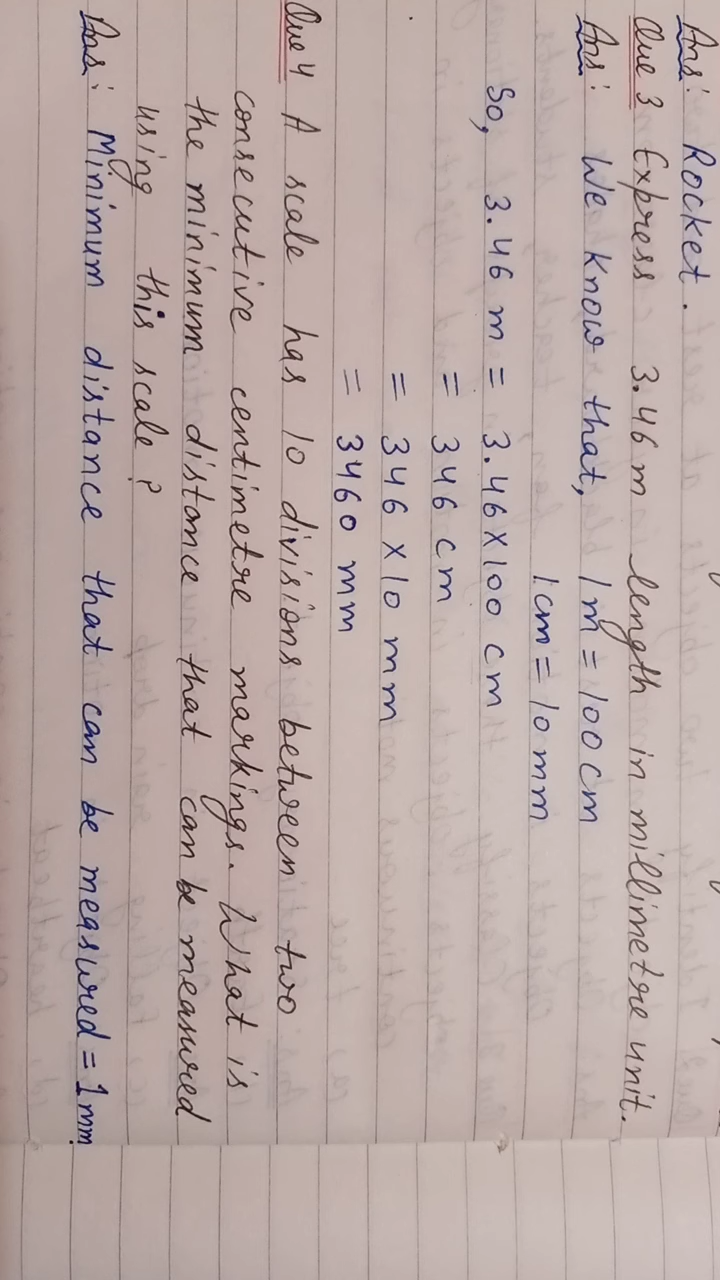 Ans: Rocket.
Que 3 Express 3.46 m length in millimetre unit.
Ans: We know that, 1m = 100 cm
1cm = 10 mm
So, 3.46 m = 3.46 × 100 cm
= 346 cm
= 346 × 10 mm
= 3460 mm
Que 4 A scale has 10 divisions between two
consecutive centimetre markings. What is
the minimum distance that can be measured
using this scale?
Ans: Minimum distance that can be measured = 1mm.